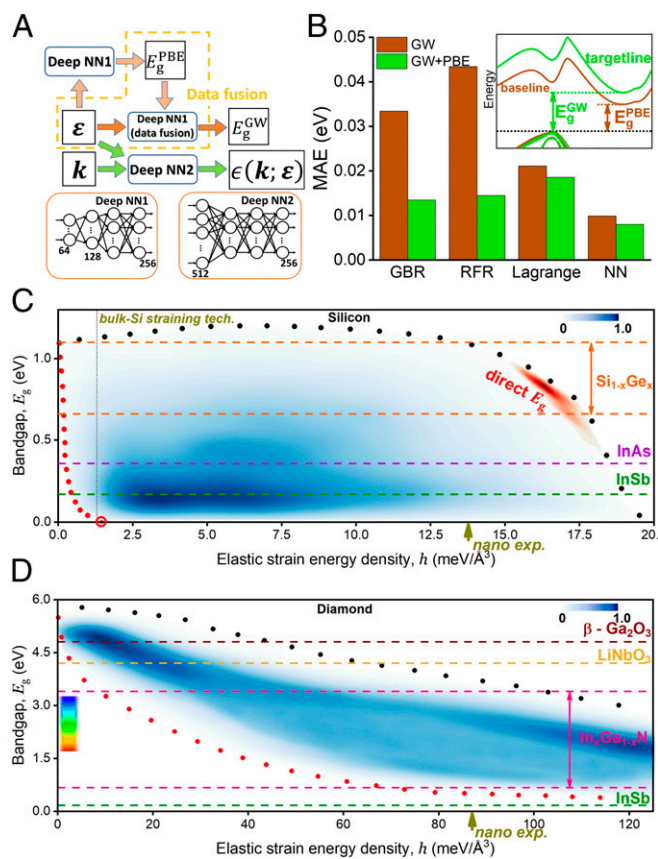 A
Deep NN1
E_g^PBE
Data fusion
ε
Deep NN1
(data fusion)
E_g^GW
k
Deep NN2
ϵ(k; ε)
Deep NN1
64
128
256
Deep NN2
512
256
B
GW
GW+PBE
MAE (eV)
0.05
0.04
0.03
0.02
0.01
0.00
GBR
RFR
Lagrange
NN
Energy
targetline
baseline
E_g^GW
E_g^PBE
C
bulk-Si straining tech.
Silicon
0
1.0
direct E_g
Si1-xGex
InAs
InSb
Bandgap, E_g (eV)
1.0
0.5
0.0
0
2.5
5.0
7.5
10.0
12.5
15.0
17.5
20.0
nano exp.
Elastic strain energy density, h (meV/Å³)
D
Diamond
0
1.0
β - Ga2O3
LiNbO3
InxGa1-xN
InSb
Bandgap, E_g (eV)
6.0
4.5
3.0
1.5
0.0
0
20
40
60
80
100
120
nano exp.
Elastic strain energy density, h (meV/Å³)